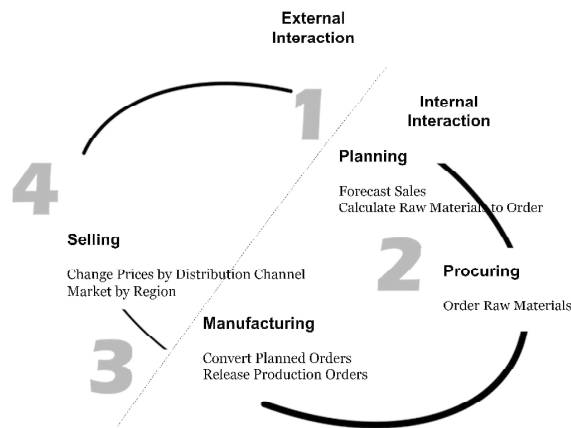 External
Interaction
1
Internal
Interaction
Planning
Forecast Sales
Calculate Raw Materials to Order
4
Selling
Change Prices by Distribution Channel
Market by Region
2
Procuring
Order Raw Materials
3
Manufacturing
Convert Planned Orders
Release Production Orders